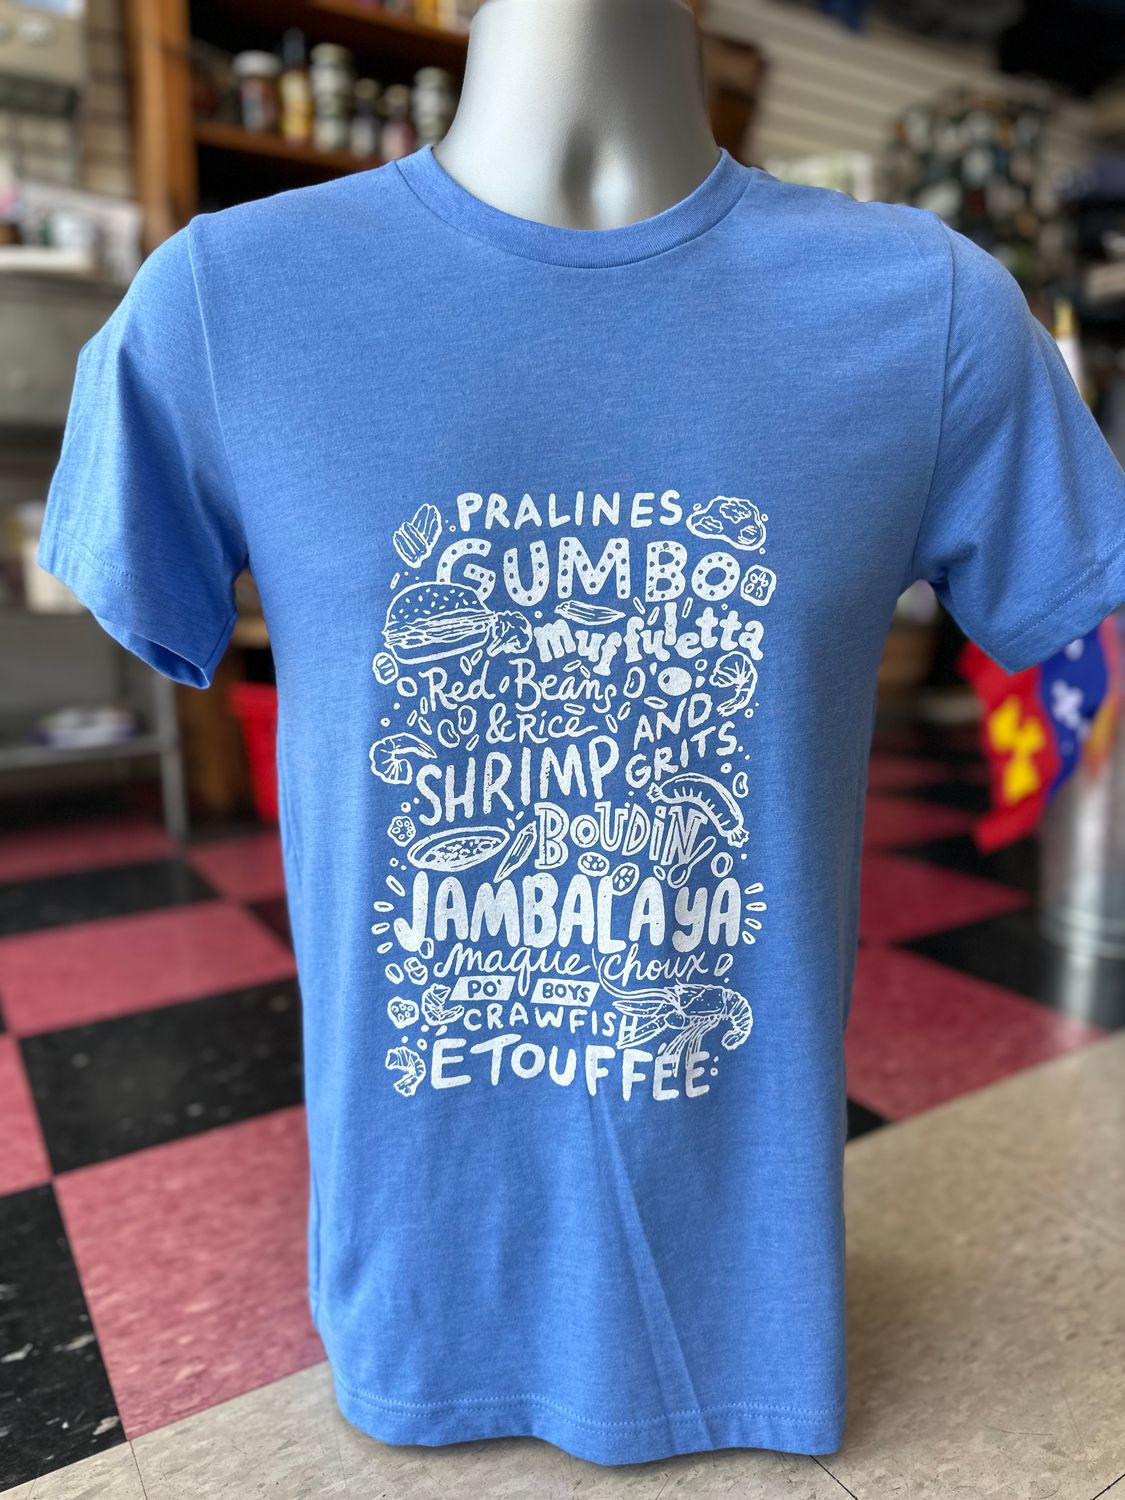 PRALINES
GUMBO
muffuletta
Red Beans
& Rice
SHRIMP AND
GRITS
BOUDIN
JAMBALAYA
maque choux
PO' BOYS
CRAWFISH
ÉTOUFFÉE